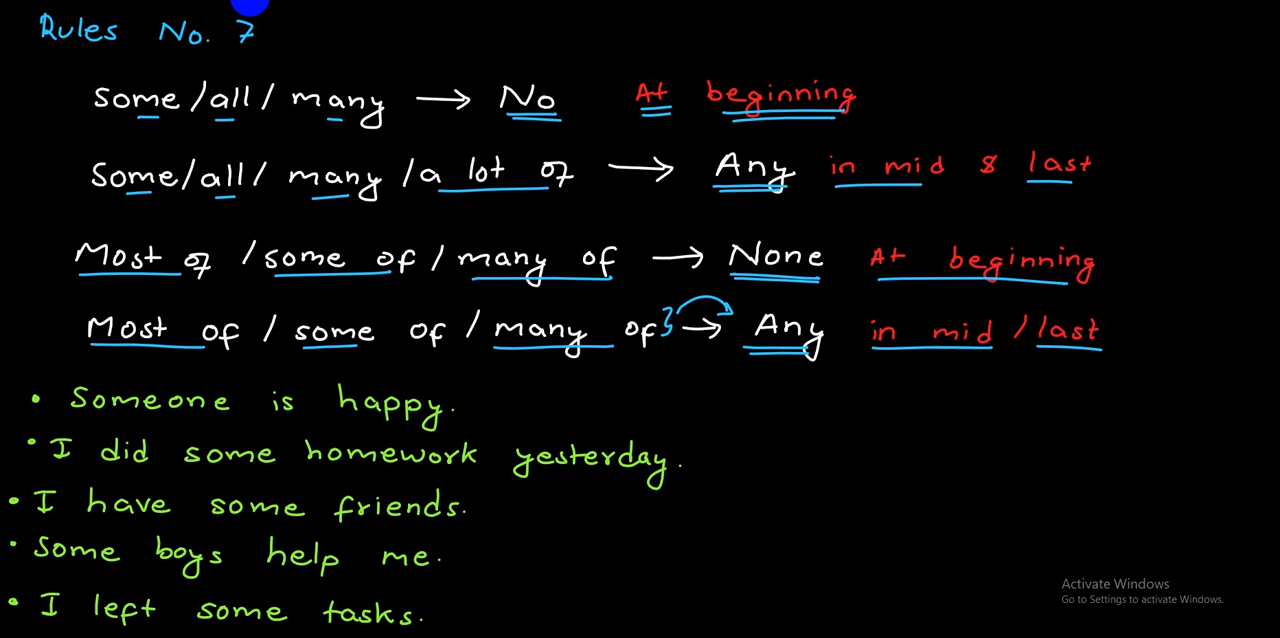 Rules No. 7
some/all/many → No At beginning
Some/all/many/a lot of → Any in mid & last
Most of /some of/many of → None At beginning
Most of / some of / many of} → Any in mid /last
• Someone is happy.
• I did some homework yesterday.
• I have some friends.
• Some boys help me.
• I left some tasks.
Activate Windows
Go to Settings to activate Windows.